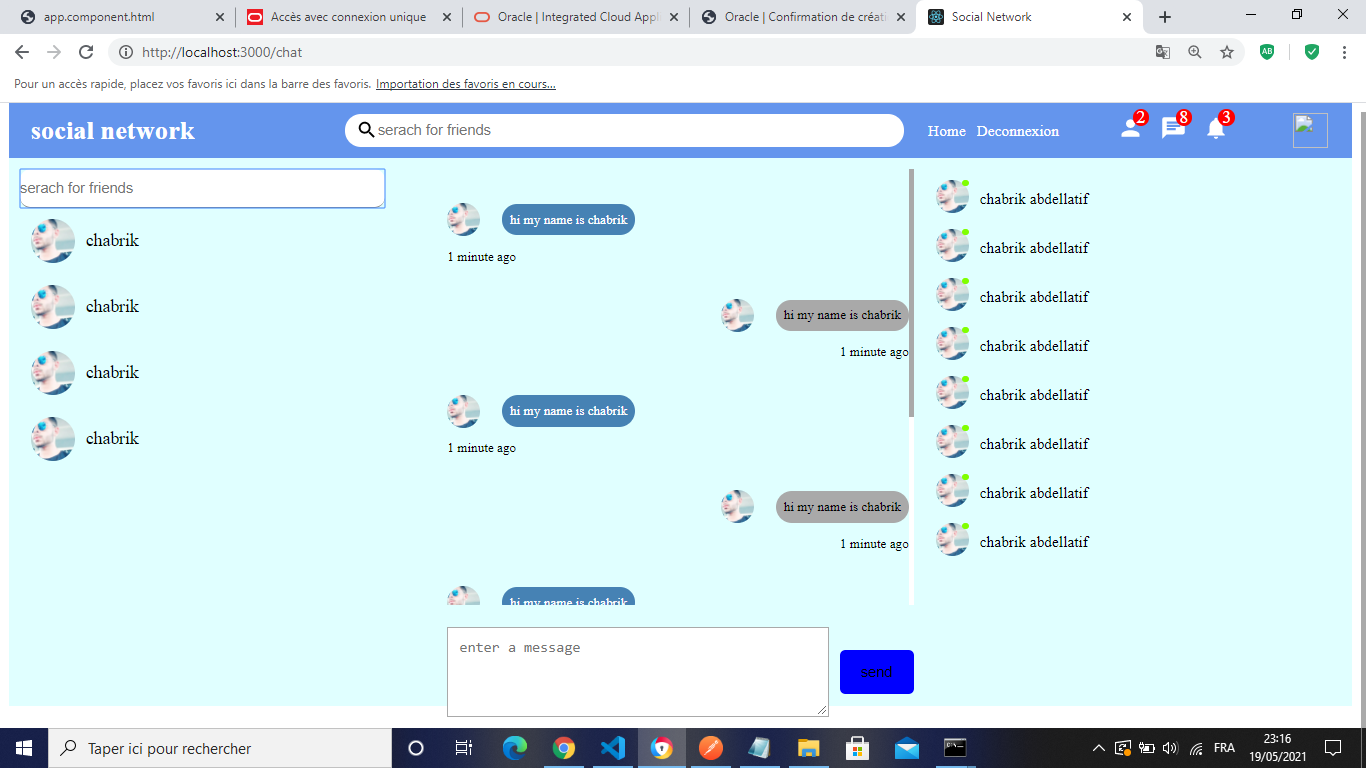 app.component.html
Accès avec connexion unique
Oracle | Integrated Cloud Appl
Oracle | Confirmation de créati
Social Network
http://localhost:3000/chat
Pour un accès rapide, placez vos favoris ici dans la barre des favoris. Importation des favoris en cours...
social network
serach for friends
Home
Deconnexion
2
8
3
serach for friends
chabrik
chabrik
chabrik
chabrik
hi my name is chabrik
1 minute ago
hi my name is chabrik
1 minute ago
hi my name is chabrik
1 minute ago
hi my name is chabrik
1 minute ago
hi my name is chabrik
enter a message
send
chabrik abdellatif
chabrik abdellatif
chabrik abdellatif
chabrik abdellatif
chabrik abdellatif
chabrik abdellatif
chabrik abdellatif
chabrik abdellatif
Taper ici pour rechercher
FRA
23:16
19/05/2021